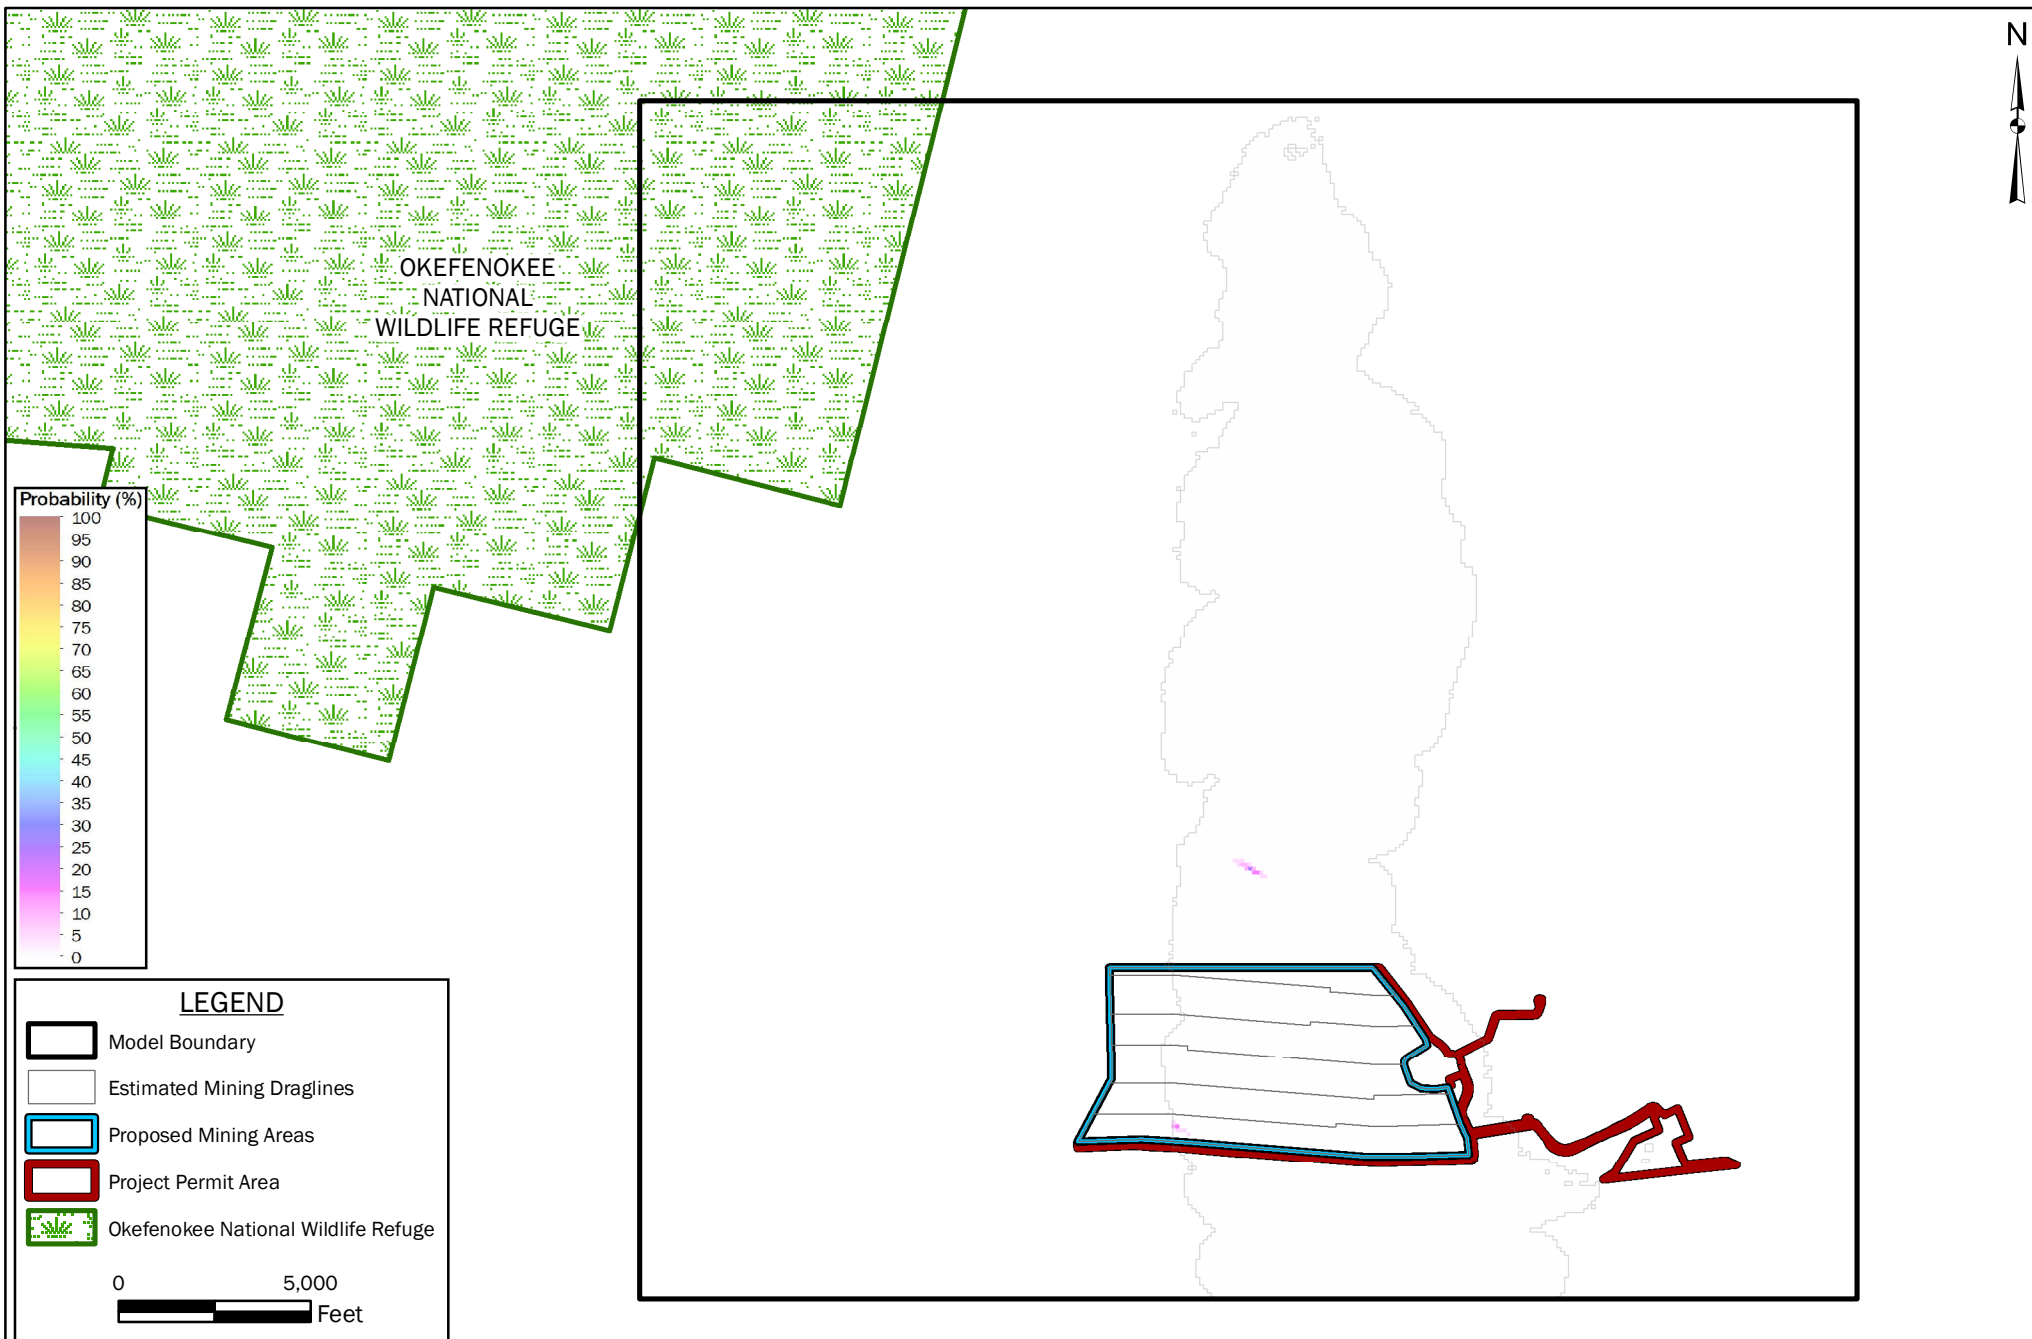 N
OKEFENOKEE
NATIONAL
WILDLIFE REFUGE
Probability (%)
100
95
90
85
80
75
70
65
60
55
50
45
40
35
30
25
20
15
10
5
0
LEGEND
Model Boundary
Estimated Mining Draglines
Proposed Mining Areas
Project Permit Area
Okefenokee National Wildlife Refuge
0 5,000
Feet